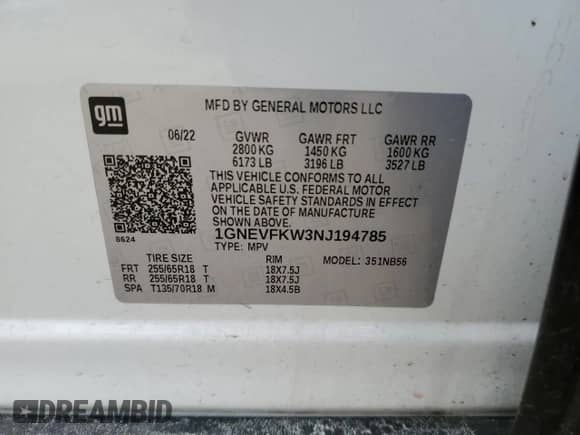 gm
MFD BY GENERAL MOTORS LLC
06/22 GVWR GAWR FRT GAWR RR
2800 KG 1450 KG 1600 KG
6173 LB 3196 LB 3527 LB
THIS VEHICLE CONFORMS TO ALL
APPLICABLE U.S. FEDERAL MOTOR
VEHICLE SAFETY STANDARDS IN EFFECT
ON THE DATE OF MANUFACTURE
SHOWN ABOVE.
8624
1GNEVFKW3NJ194785
TYPE: MPV MODEL: 351NB56
TIRE SIZE RIM
FRT 255/65R18 T 18X7.5J
RR 255/65R18 T 18X7.5J
SPA T135/70R18 M 18X4.5B
DREAMBID